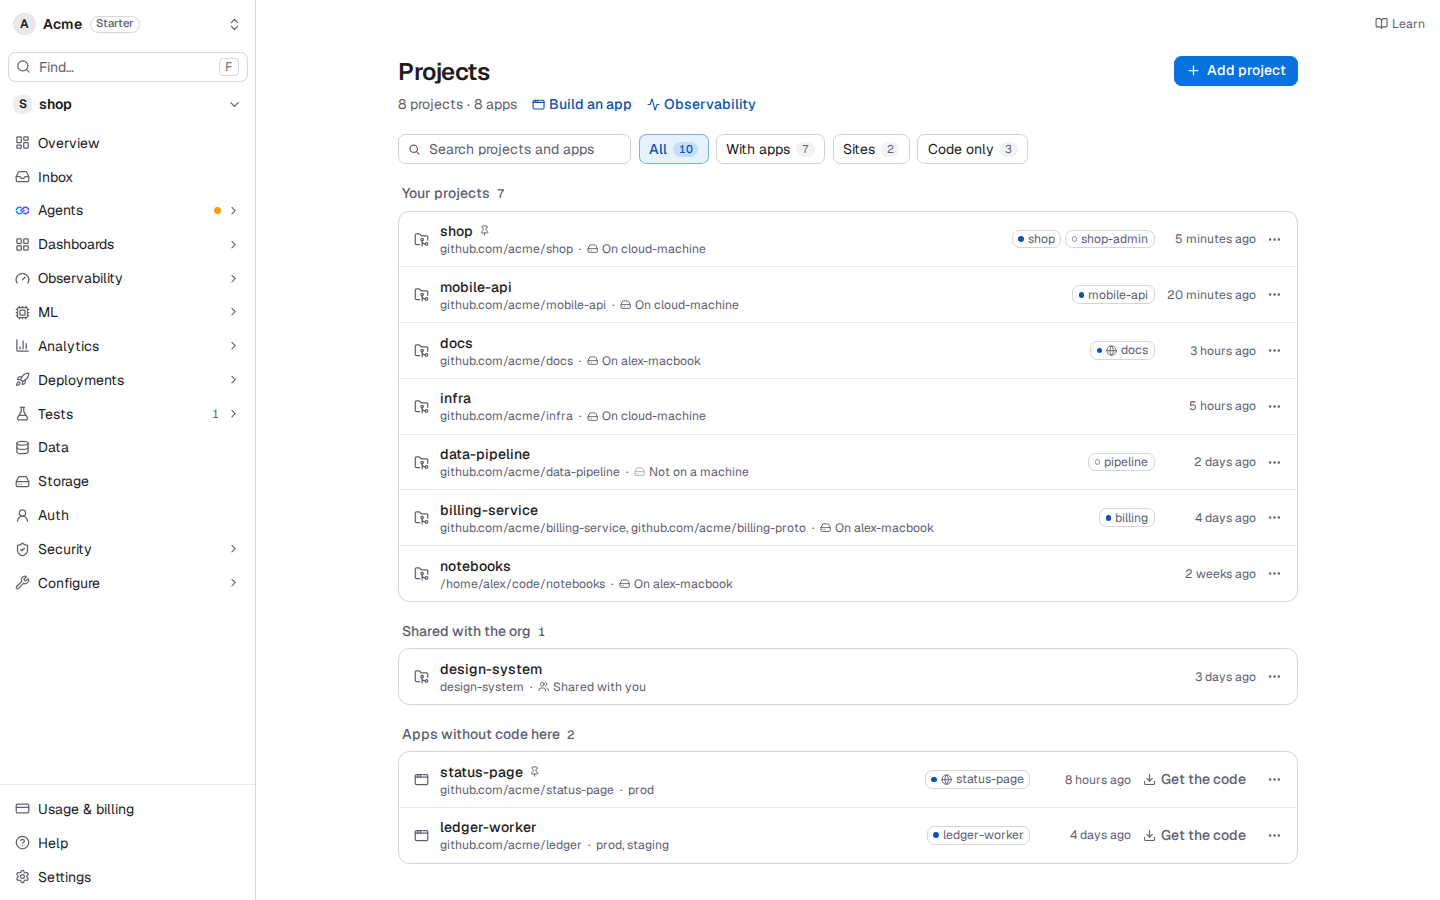 A Acme Starter
Find... F
S shop
Overview
Inbox
Agents
Dashboards
Observability
ML
Analytics
Deployments
Tests 1
Data
Storage
Auth
Security
Configure
Usage & billing
Help
Settings
Learn
Projects
Add project
8 projects · 8 apps Build an app Observability
Search projects and apps All 10 With apps 7 Sites 2 Code only 3
Your projects 7
shop
github.com/acme/shop · On cloud-machine
shop shop-admin 5 minutes ago
mobile-api
github.com/acme/mobile-api · On cloud-machine
mobile-api 20 minutes ago
docs
github.com/acme/docs · On alex-macbook
docs 3 hours ago
infra
github.com/acme/infra · On cloud-machine
5 hours ago
data-pipeline
github.com/acme/data-pipeline · Not on a machine
pipeline 2 days ago
billing-service
github.com/acme/billing-service, github.com/acme/billing-proto · On alex-macbook
billing 4 days ago
notebooks
/home/alex/code/notebooks · On alex-macbook
2 weeks ago
Shared with the org 1
design-system
design-system · Shared with you
3 days ago
Apps without code here 2
status-page
github.com/acme/status-page · prod
status-page 8 hours ago Get the code
ledger-worker
github.com/acme/ledger · prod, staging
ledger-worker 4 days ago Get the code